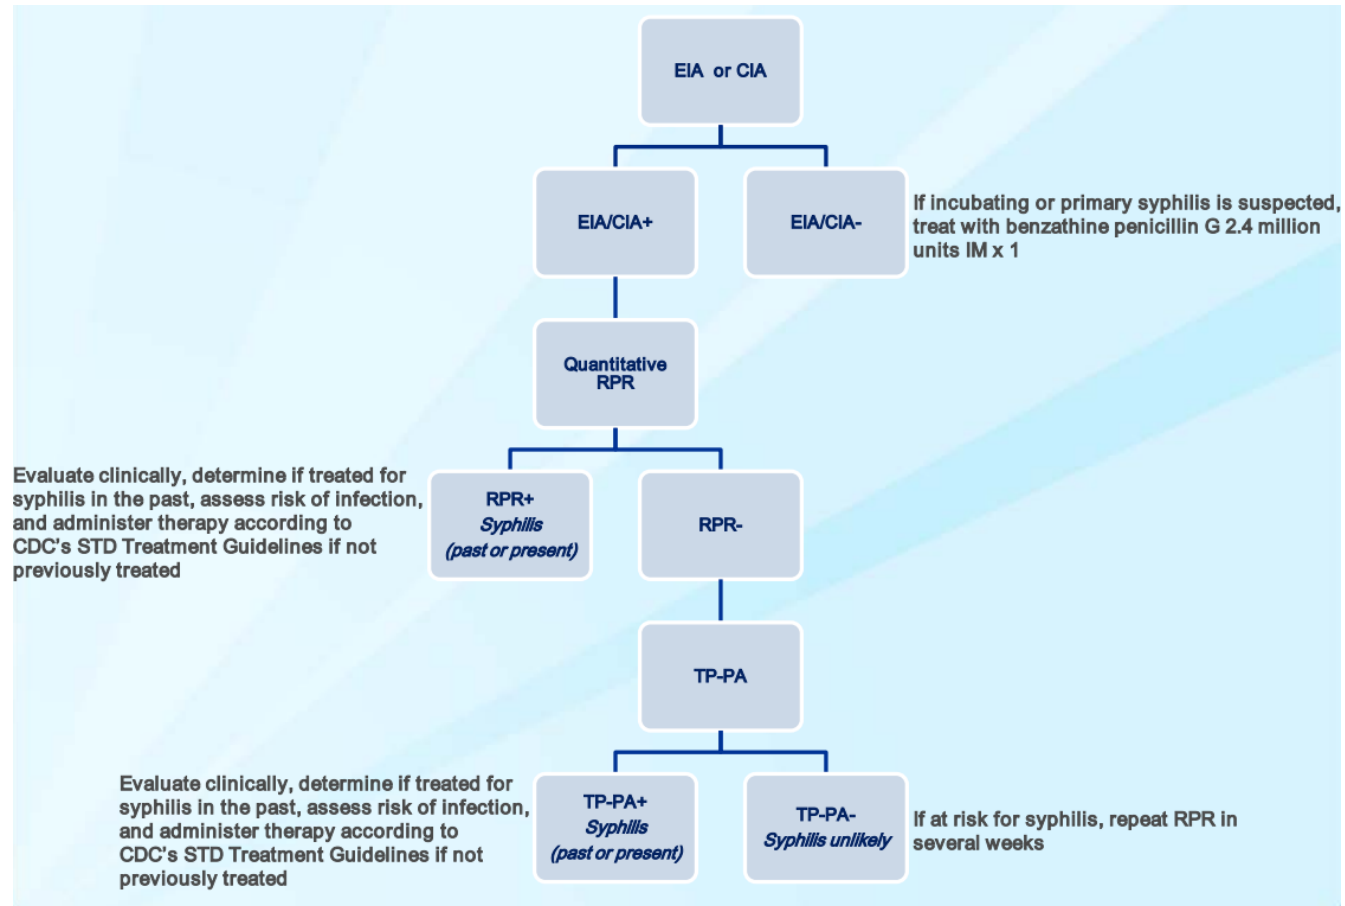 EIA or CIA
EIA/CIA+
EIA/CIA-
If incubating or primary syphilis is suspected,
treat with benzathine penicillin G 2.4 million
units IM x 1
Quantitative
RPR
Evaluate clinically, determine if treated for
syphilis in the past, assess risk of infection,
and administer therapy according to
CDC's STD Treatment Guidelines if not
previously treated
RPR+
Syphilis
(past or present)
RPR-
TP-PA
Evaluate clinically, determine if treated for
syphilis in the past, assess risk of infection,
and administer therapy according to
CDC's STD Treatment Guidelines if not
previously treated
TP-PA+
Syphilis
(past or present)
TP-PA-
Syphilis unlikely
If at risk for syphilis, repeat RPR in
several weeks